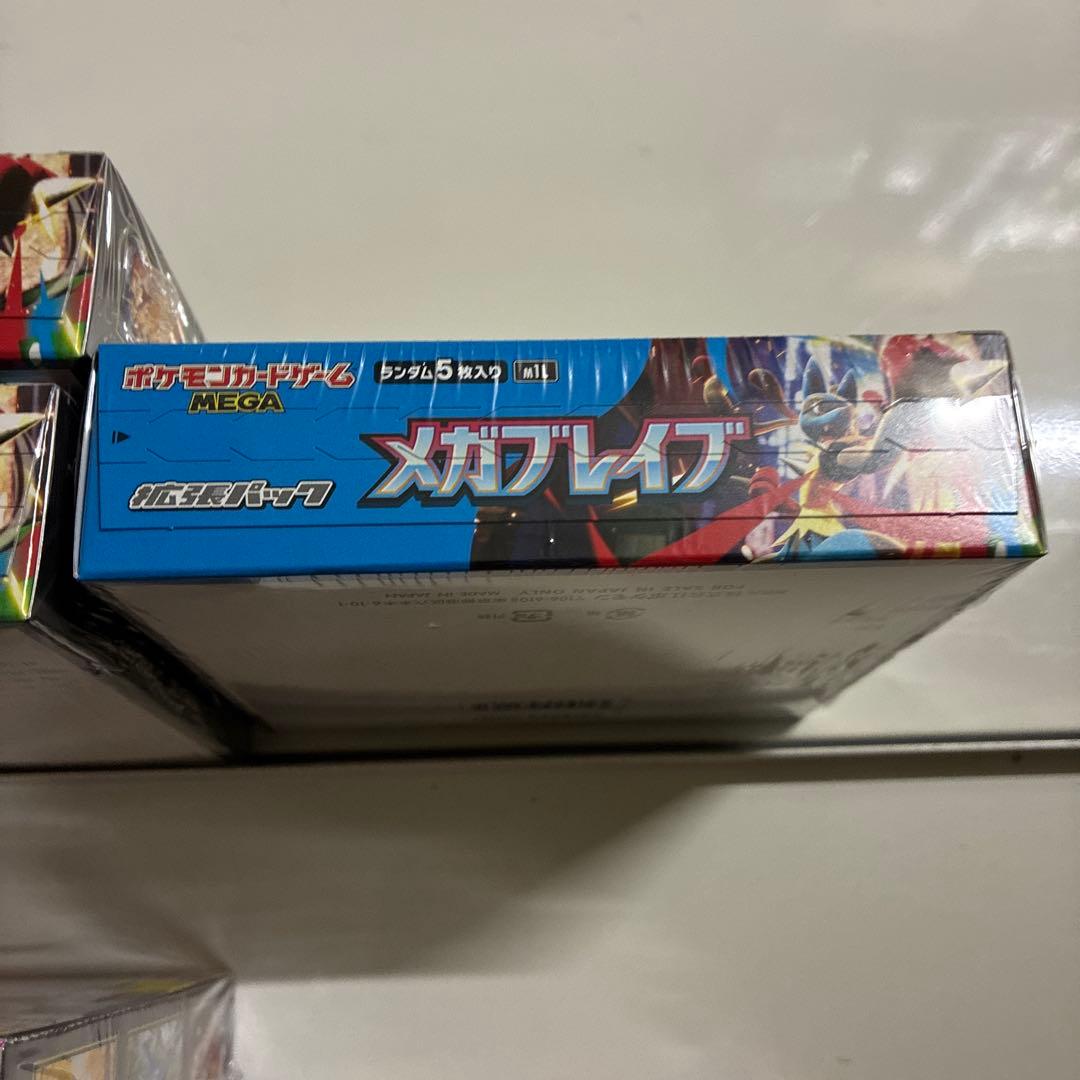 ポケモンカードゲーム
MEGA
ランダム5枚入り
M1L
拡張パック
メガブレイブ
FOR SALE IN JAPAN ONLY MADE IN JAPAN